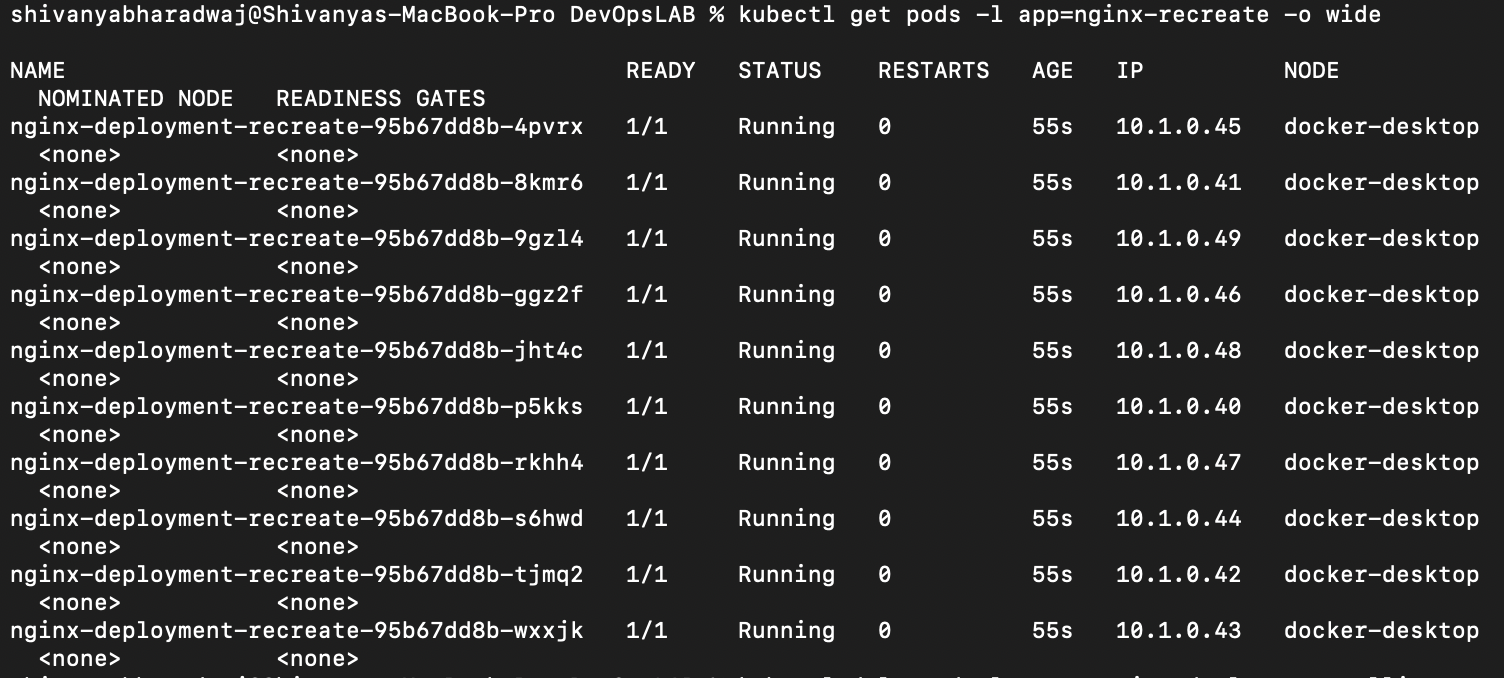 shivanyabharadwaj@Shivanyas-MacBook-Pro DevOpsLAB % kubectl get pods -l app=nginx-recreate -o wide
NAME READY STATUS RESTARTS AGE IP NODE
NOMINATED NODE READINESS GATES
nginx-deployment-recreate-95b67dd8b-4pvrx 1/1 Running 0 55s 10.1.0.45 docker-desktop
<none> <none>
nginx-deployment-recreate-95b67dd8b-8kmr6 1/1 Running 0 55s 10.1.0.41 docker-desktop
<none> <none>
nginx-deployment-recreate-95b67dd8b-9gzl4 1/1 Running 0 55s 10.1.0.49 docker-desktop
<none> <none>
nginx-deployment-recreate-95b67dd8b-ggz2f 1/1 Running 0 55s 10.1.0.46 docker-desktop
<none> <none>
nginx-deployment-recreate-95b67dd8b-jht4c 1/1 Running 0 55s 10.1.0.48 docker-desktop
<none> <none>
nginx-deployment-recreate-95b67dd8b-p5kks 1/1 Running 0 55s 10.1.0.40 docker-desktop
<none> <none>
nginx-deployment-recreate-95b67dd8b-rkhh4 1/1 Running 0 55s 10.1.0.47 docker-desktop
<none> <none>
nginx-deployment-recreate-95b67dd8b-s6hwd 1/1 Running 0 55s 10.1.0.44 docker-desktop
<none> <none>
nginx-deployment-recreate-95b67dd8b-tjmq2 1/1 Running 0 55s 10.1.0.42 docker-desktop
<none> <none>
nginx-deployment-recreate-95b67dd8b-wxxjk 1/1 Running 0 55s 10.1.0.43 docker-desktop
<none> <none>